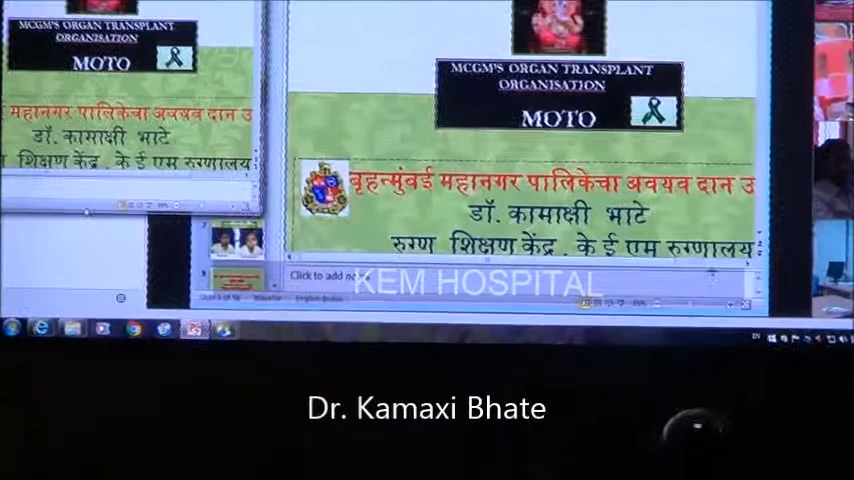 MCGM'S ORGAN TRANSPLANT
ORGANISATION
MOTO
महानगर पालिकेचा अवयव दान उ
डॉ. कामाक्षी भाटे
शिक्षण केंद्र . के ई एम रुग्णालय
MCGM'S ORGAN TRANSPLANT
ORGANISATION
MOTO
बृहन्मुंबई महानगर पालिकेचा अवयव दान उ
डॉ. कामाक्षी भाटे
रुग्ण शिक्षण केंद्र . के ई एम रुग्णालय
Click to add
KEM HOSPITAL
Dr. Kamaxi Bhate